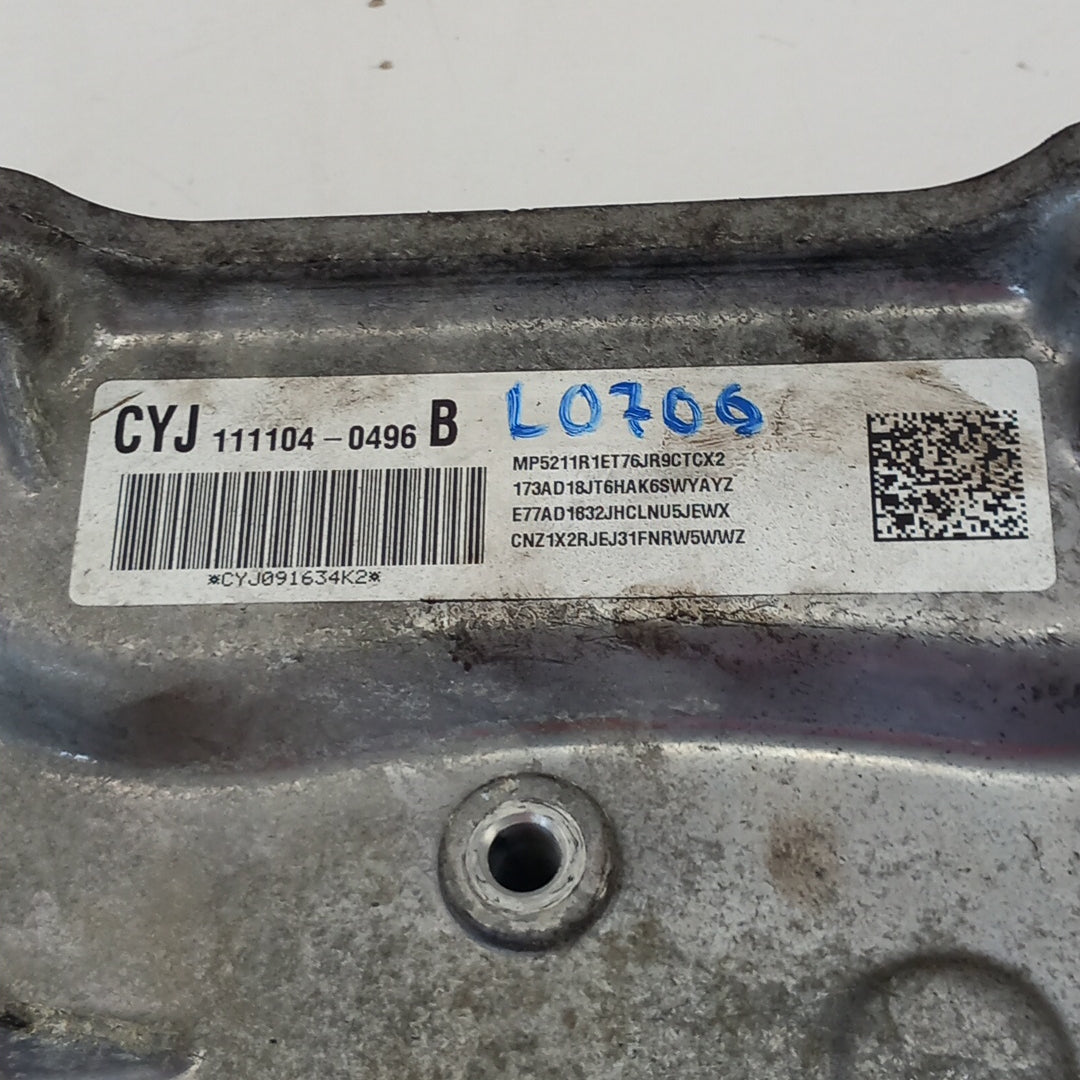 CYJ 111104-0496 B
L0706
MP5211R1ET76JR9CTCX2
173AD18JT6HAK6SWYAYZ
E77AD1632JHCLNU5JEWX
CNZ1X2RJEJ31FNRW5WWZ
*CYJ091634K2*